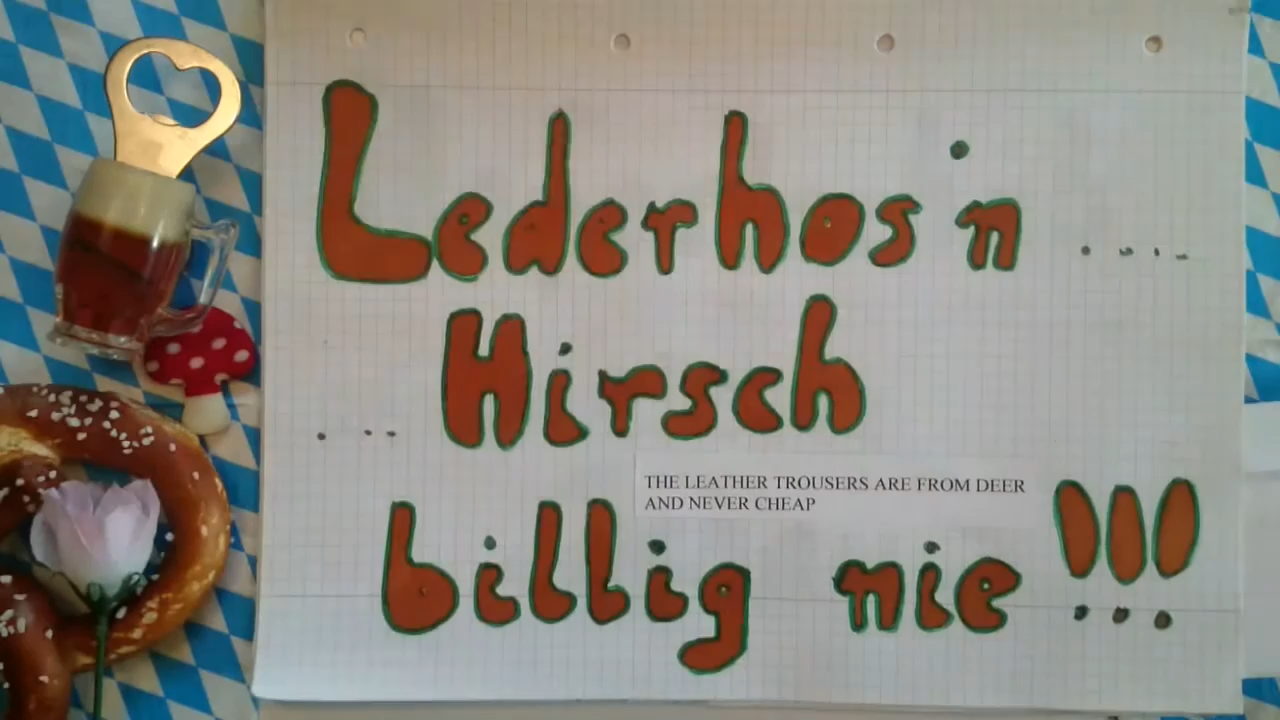 Lederhos'n ....
... Hirsch
THE LEATHER TROUSERS ARE FROM DEER
AND NEVER CHEAP
billig nie !!!